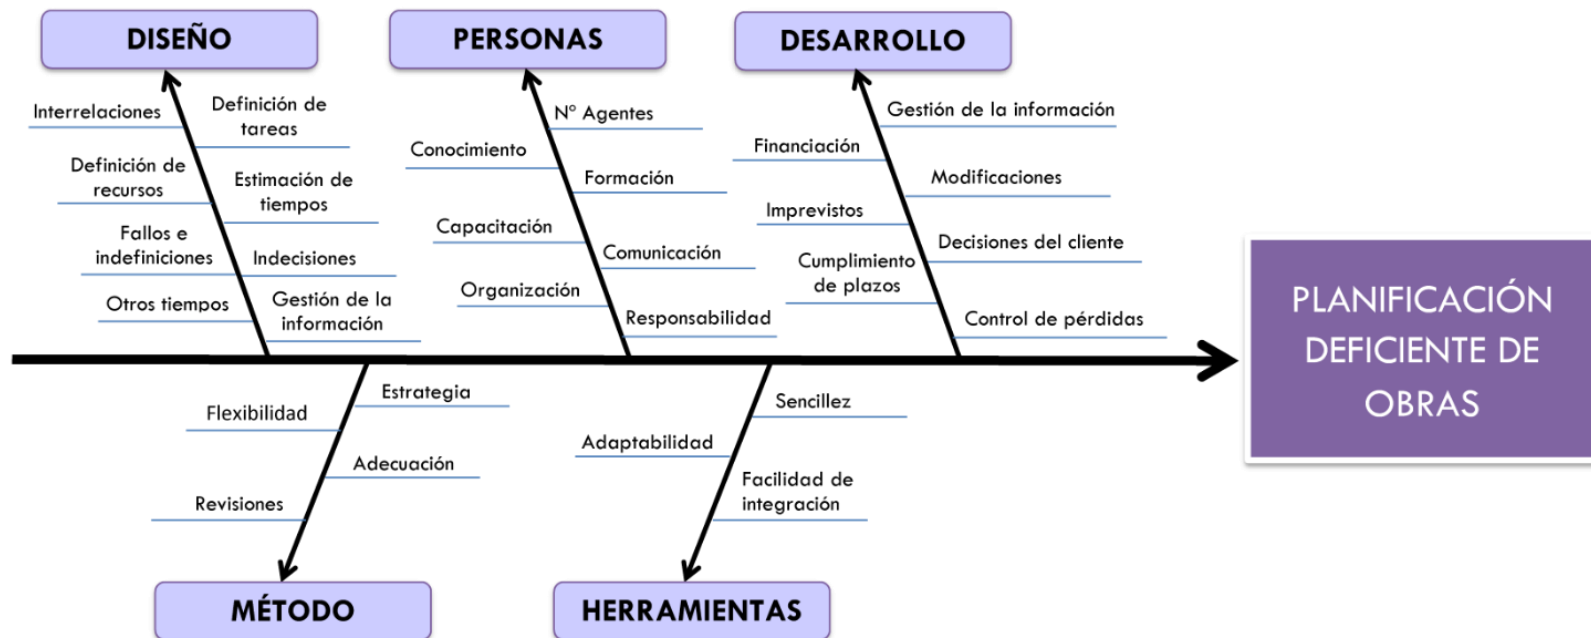 DISEÑO
PERSONAS
DESARROLLO
Interrelaciones
Definición de
tareas
Definición de
recursos
Estimación de
tiempos
Fallos e
indefiniciones
Indecisiones
Otros tiempos
Gestión de la
información
Nº Agentes
Conocimiento
Formación
Capacitación
Comunicación
Organización
Responsabilidad
Gestión de la información
Financiación
Modificaciones
Imprevistos
Decisiones del cliente
Cumplimiento
de plazos
Control de pérdidas
PLANIFICACIÓN
DEFICIENTE DE
OBRAS
Estrategia
Flexibilidad
Adecuación
Revisiones
Sencillez
Adaptabilidad
Facilidad de
integración
MÉTODO
HERRAMIENTAS